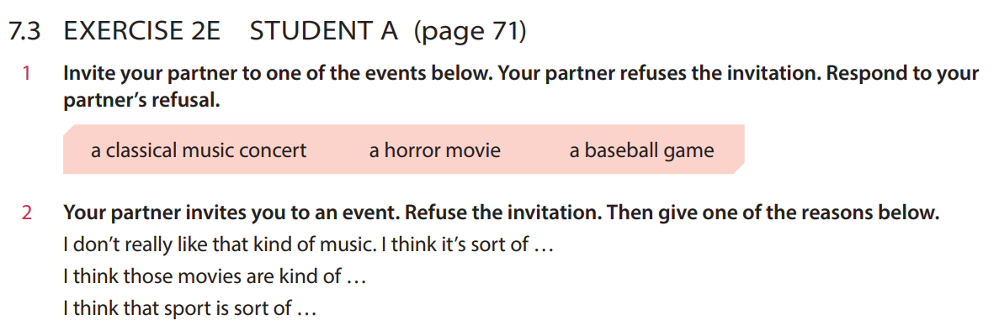 7.3 EXERCISE 2E STUDENT A (page 71)
1 Invite your partner to one of the events below. Your partner refuses the invitation. Respond to your
partner’s refusal.
a classical music concert a horror movie a baseball game
2 Your partner invites you to an event. Refuse the invitation. Then give one of the reasons below.
I don’t really like that kind of music. I think it’s sort of …
I think those movies are kind of …
I think that sport is sort of …